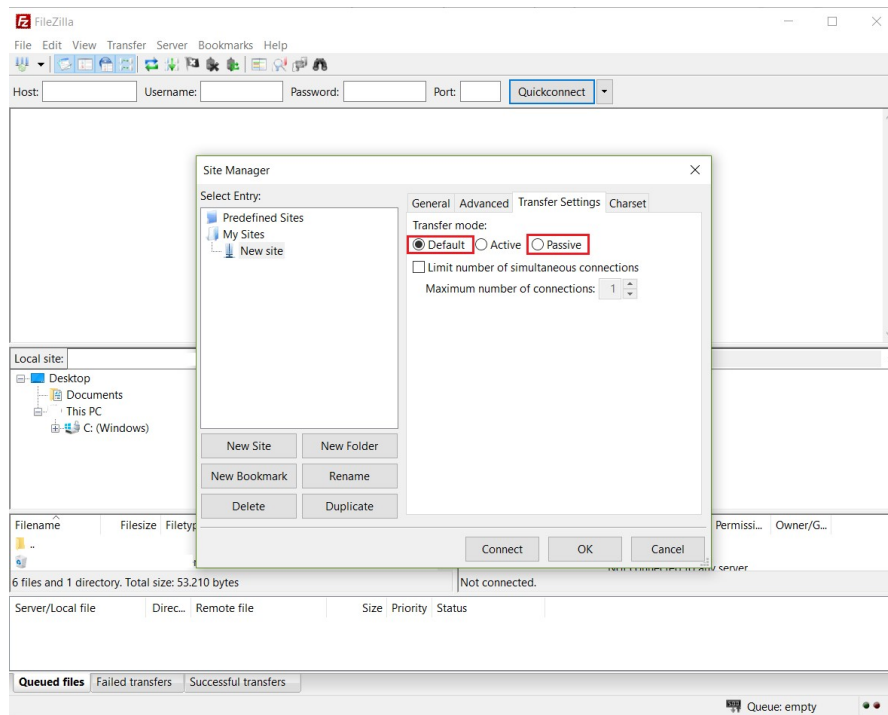 FileZilla
File Edit View Transfer Server Bookmarks Help
Host: Username: Password: Port: Quickconnect
Site Manager
Select Entry:
Predefined Sites
My Sites
New site
General Advanced Transfer Settings Charset
Transfer mode:
Default Active Passive
Limit number of simultaneous connections
Maximum number of connections: 1
New Site New Folder
New Bookmark Rename
Delete Duplicate
Connect OK Cancel
Local site:
Desktop
Documents
This PC
C: (Windows)
Filename Filesize Filetyp Permissi... Owner/G...
..
6 files and 1 directory. Total size: 53.210 bytes
Not connected.
Server/Local file Direc... Remote file Size Priority Status
Queued files Failed transfers Successful transfers
Queue: empty